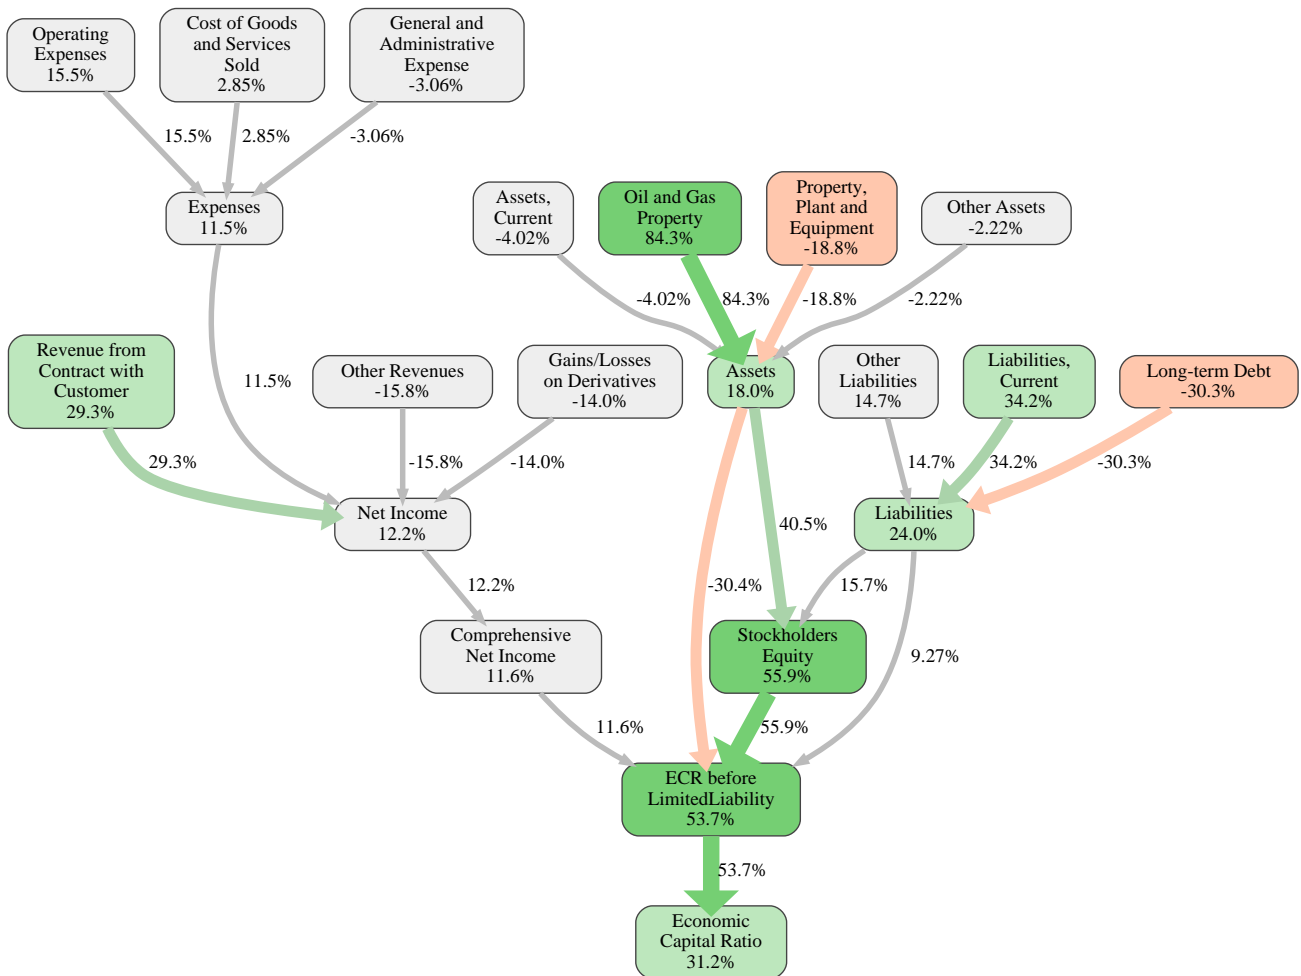 Operating
Expenses
15.5%
Cost of Goods
and Services
Sold
2.85%
General and
Administrative
Expense
-3.06%
15.5%
2.85%
-3.06%
Expenses
11.5%
Assets,
Current
-4.02%
Oil and Gas
Property
84.3%
Property,
Plant and
Equipment
-18.8%
Other Assets
-2.22%
-4.02%
84.3%
-18.8%
-2.22%
Revenue from
Contract with
Customer
29.3%
11.5%
Other Revenues
-15.8%
Gains/Losses
on Derivatives
-14.0%
Assets
18.0%
Other
Liabilities
14.7%
Liabilities,
Current
34.2%
Long-term Debt
-30.3%
29.3%
-15.8%
-14.0%
14.7%
34.2%
-30.3%
Net Income
12.2%
40.5%
Liabilities
24.0%
12.2%
-30.4%
15.7%
Comprehensive
Net Income
11.6%
Stockholders
Equity
55.9%
9.27%
11.6%
55.9%
ECR before
LimitedLiability
53.7%
53.7%
Economic
Capital Ratio
31.2%